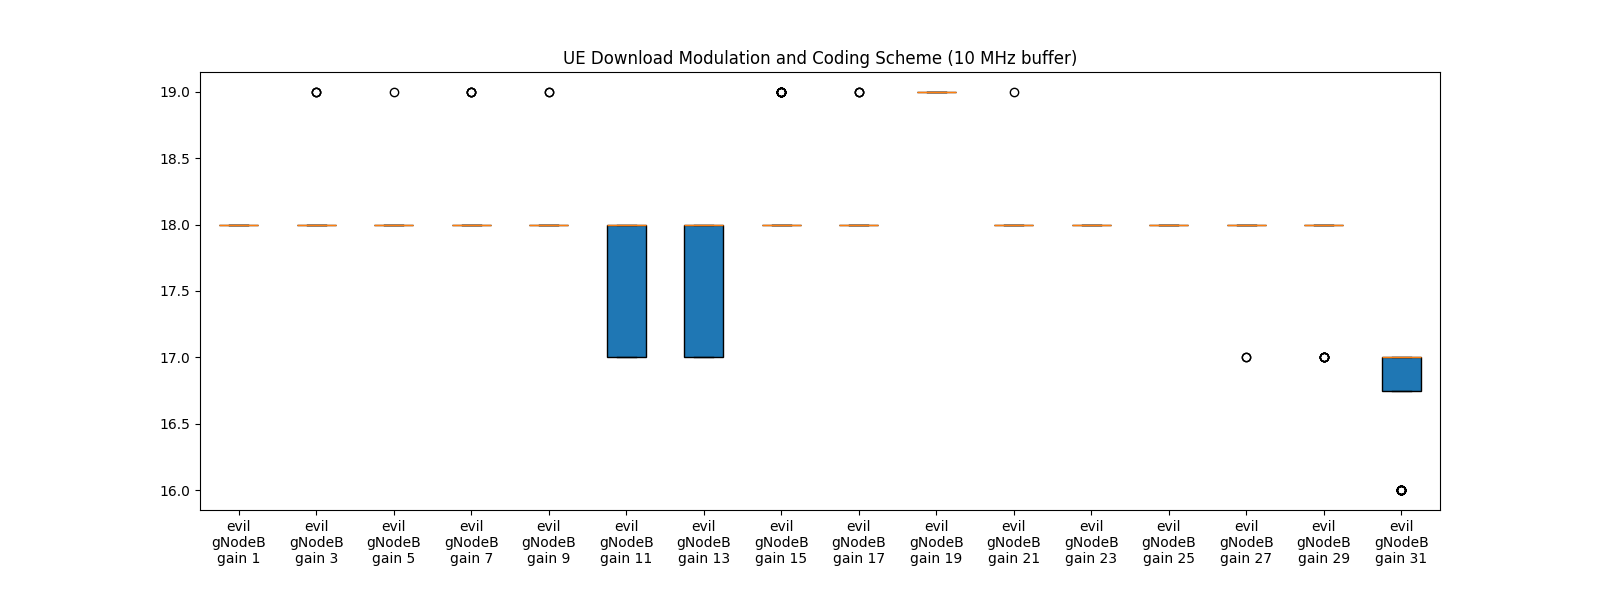 UE Download Modulation and Coding Scheme (10 MHz buffer)
19.0
18.5
18.0
17.5
17.0
16.5
16.0
evil
gNodeB
gain 1
evil
gNodeB
gain 3
evil
gNodeB
gain 5
evil
gNodeB
gain 7
evil
gNodeB
gain 9
evil
gNodeB
gain 11
evil
gNodeB
gain 13
evil
gNodeB
gain 15
evil
gNodeB
gain 17
evil
gNodeB
gain 19
evil
gNodeB
gain 21
evil
gNodeB
gain 23
evil
gNodeB
gain 25
evil
gNodeB
gain 27
evil
gNodeB
gain 29
evil
gNodeB
gain 31